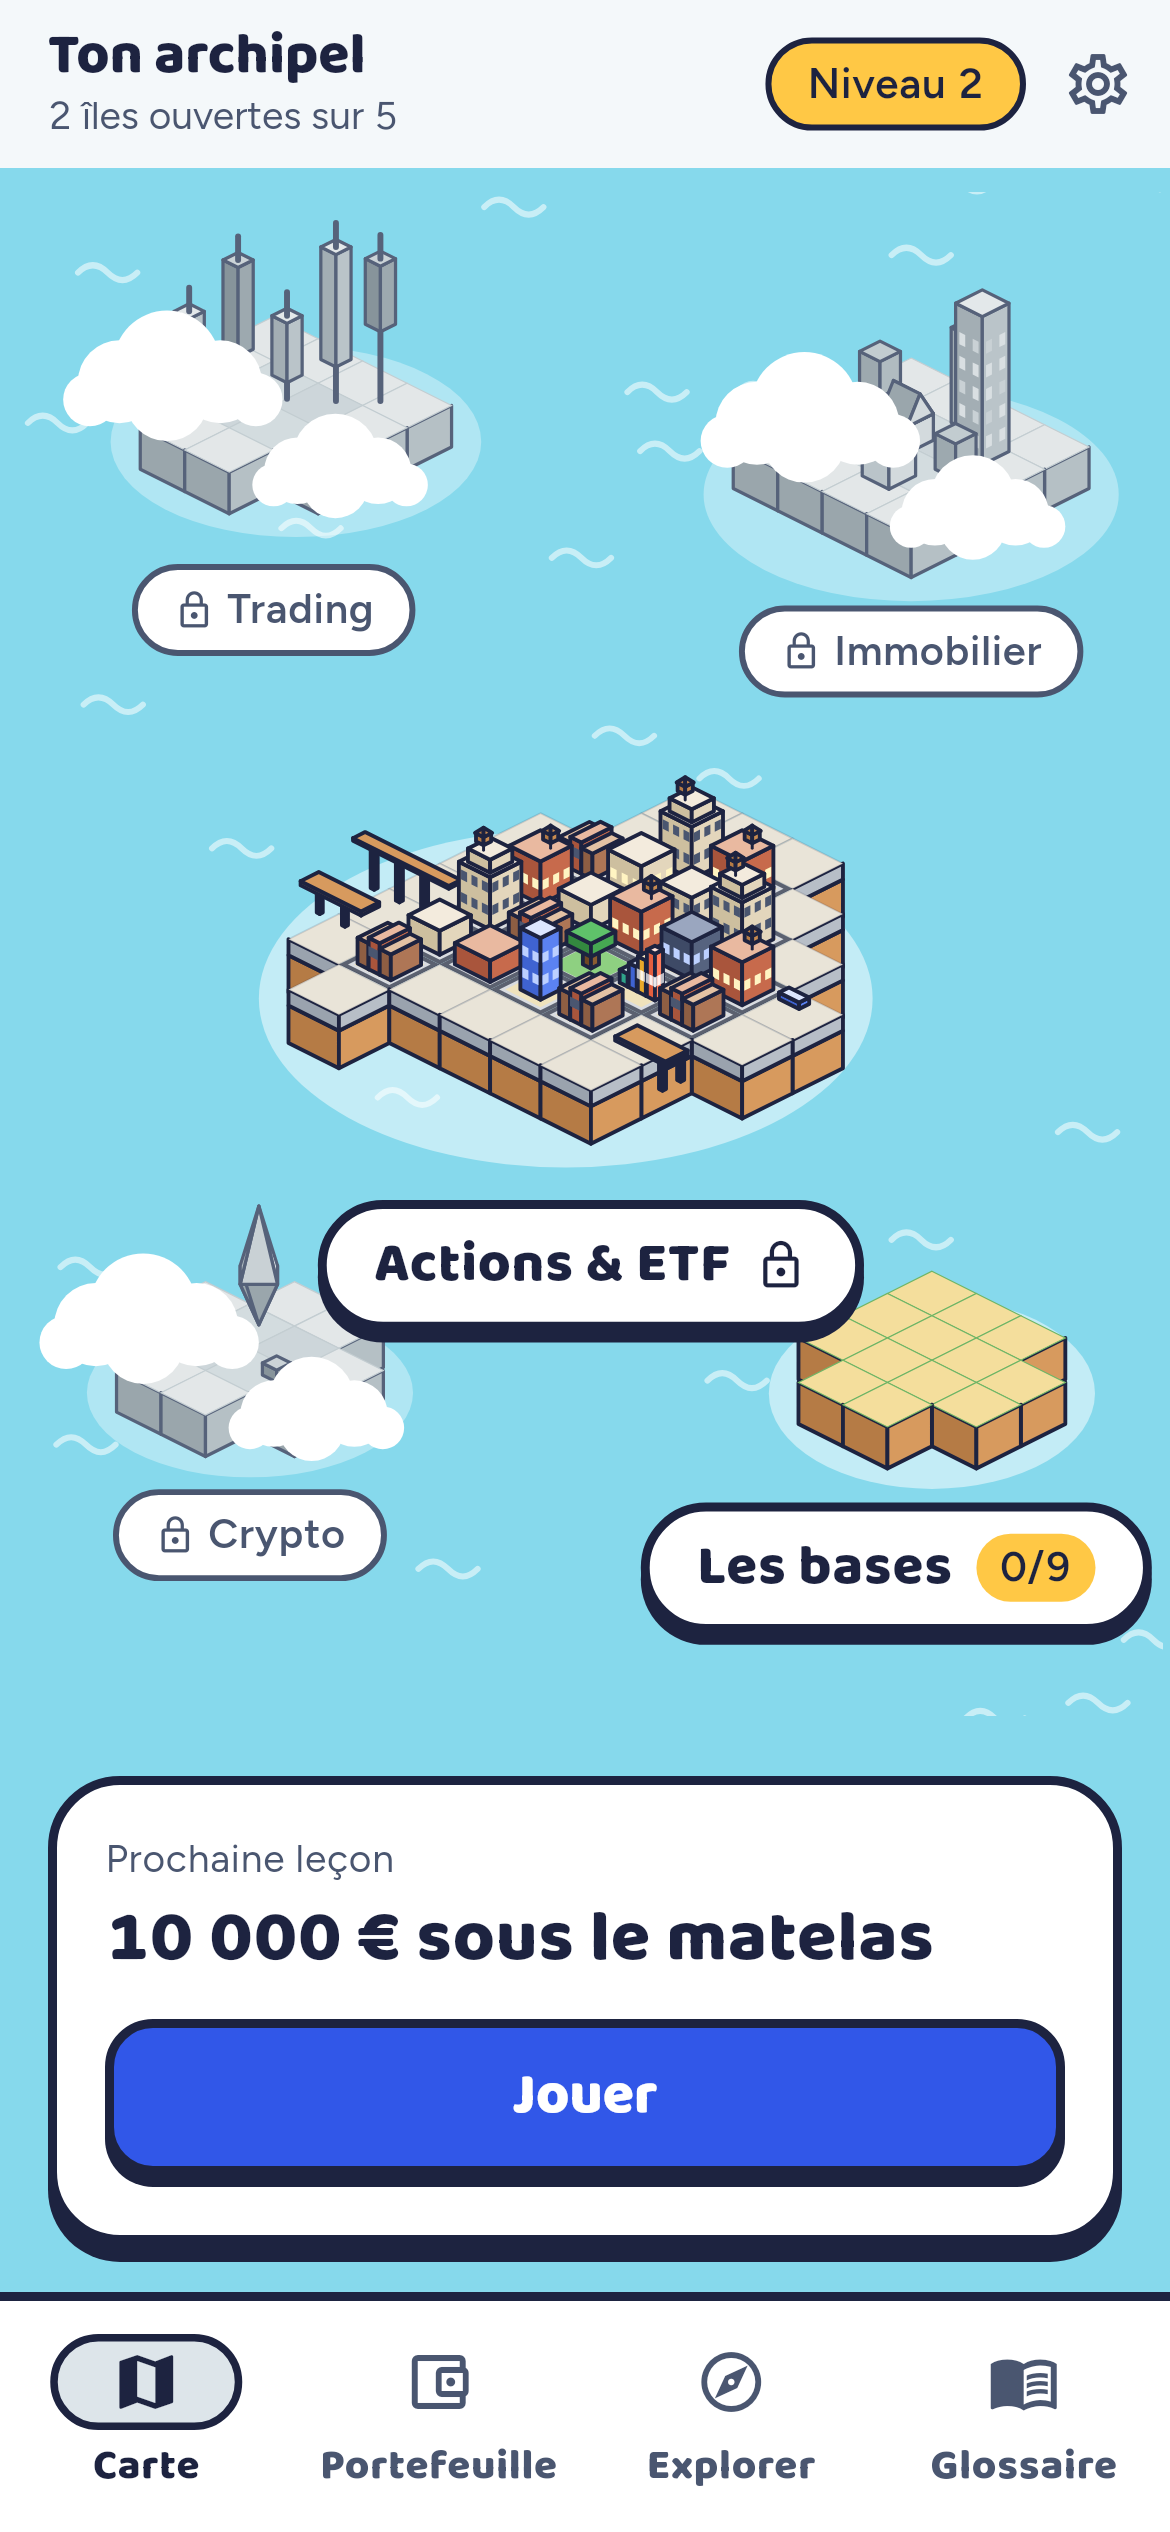 Ton archipel
2 îles ouvertes sur 5
Niveau 2
Trading
Immobilier
Actions & ETF
Crypto
Les bases 0/9
Prochaine leçon
10 000 € sous le matelas
Jouer
Carte
Portefeuille
Explorer
Glossaire